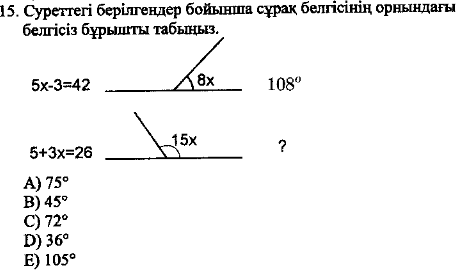 15. Суреттегі берілгендер бойынша сұрақ белгісінің орнындағы
белгісіз бұрышты табыңыз.
5x-3=42 8x 108°
5+3x=26 15x ?
A) 75°
B) 45°
C) 72°
D) 36°
E) 105°